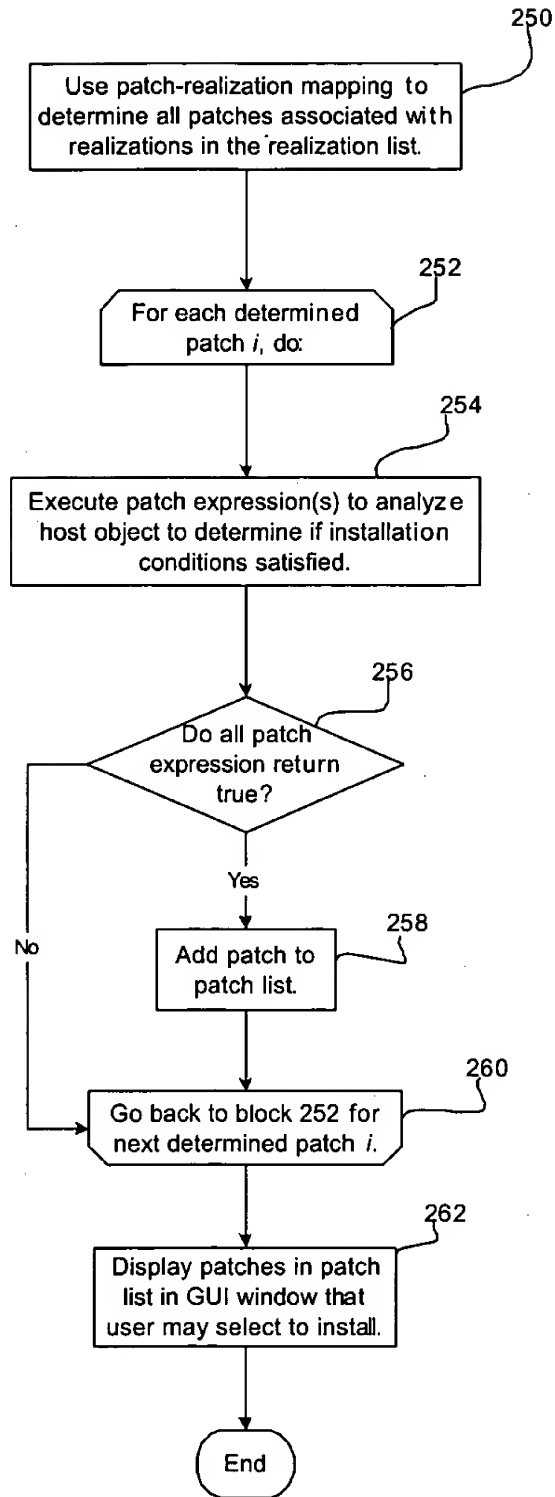 250
Use patch-realization mapping to
determine all patches associated with
realizations in the realization list.
252
For each determined
patch i, do:
254
Execute patch expression(s) to analyze
host object to determine if installation
conditions satisfied.
256
Do all patch
expression return
true?
Yes
No
258
Add patch to
patch list.
260
Go back to block 252 for
next determined patch i.
262
Display patches in patch
list in GUI window that
user may select to install.
End